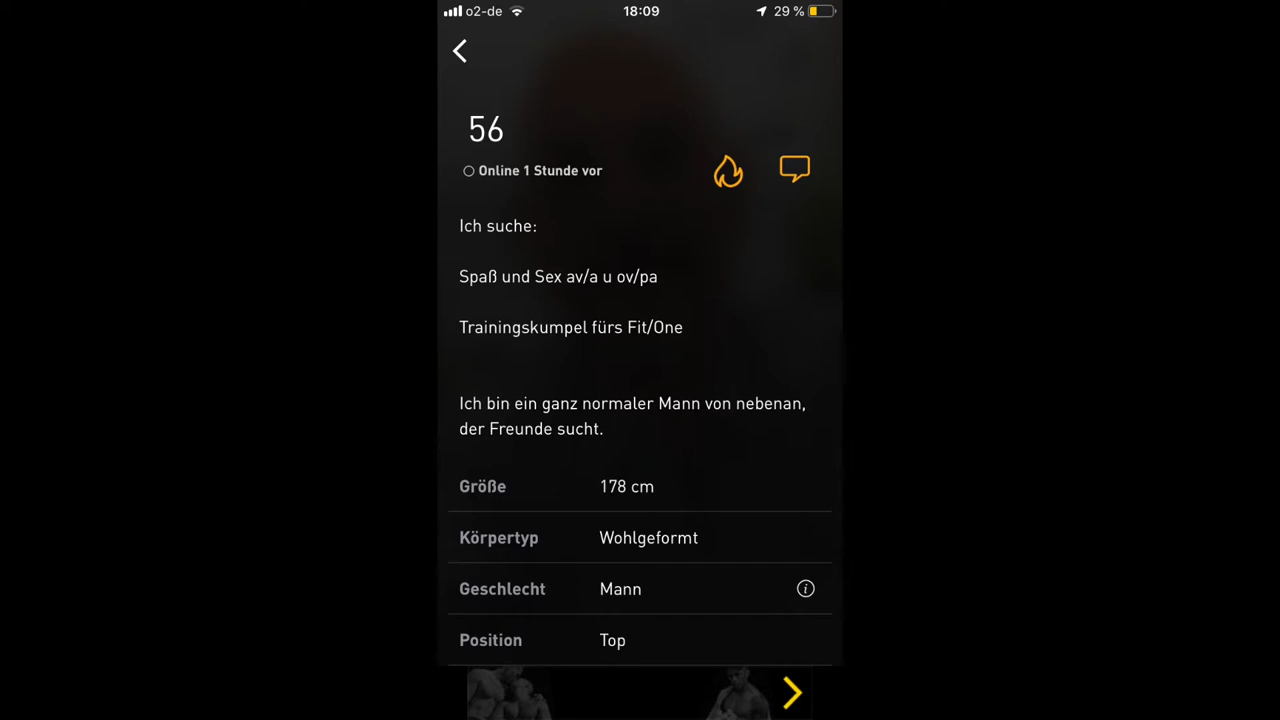 o2-de 18:09 29 %
56
Online 1 Stunde vor
Ich suche:
Spaß und Sex av/a u ov/pa
Trainingskumpel fürs Fit/One
Ich bin ein ganz normaler Mann von nebenan,
der Freunde sucht.
Größe 178 cm
Körpertyp Wohlgeformt
Geschlecht Mann
Position Top